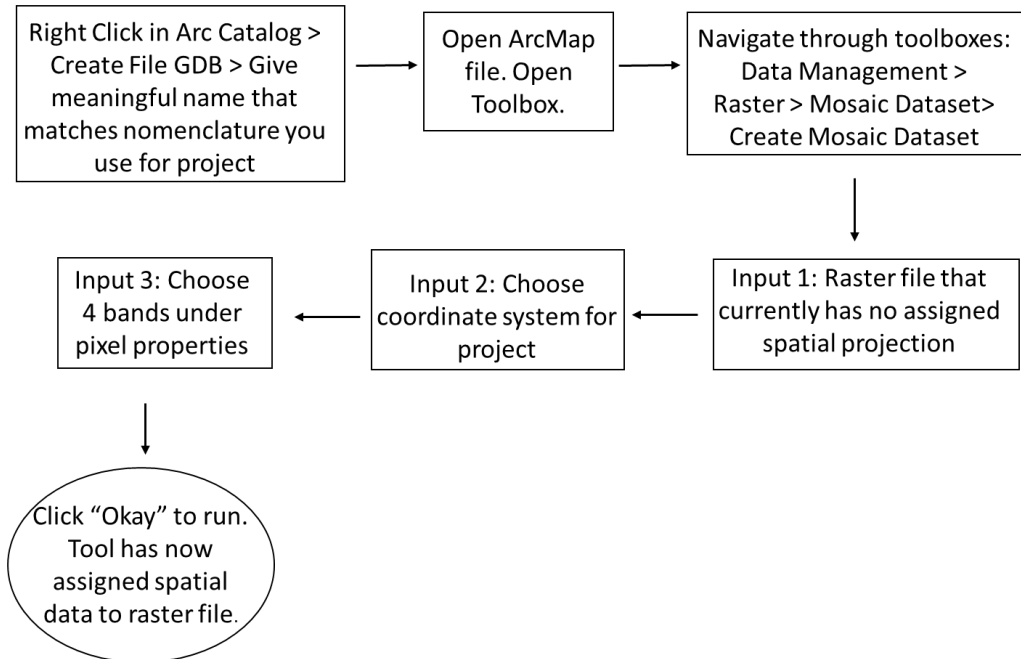 Right Click in Arc Catalog >
Create File GDB > Give
meaningful name that
matches nomenclature you
use for project
Open ArcMap
file. Open
Toolbox.
Navigate through toolboxes:
Data Management >
Raster > Mosaic Dataset>
Create Mosaic Dataset
Input 1: Raster file that
currently has no assigned
spatial projection
Input 2: Choose
coordinate system for
project
Input 3: Choose
4 bands under
pixel properties
Click “Okay” to run.
Tool has now
assigned spatial
data to raster file.